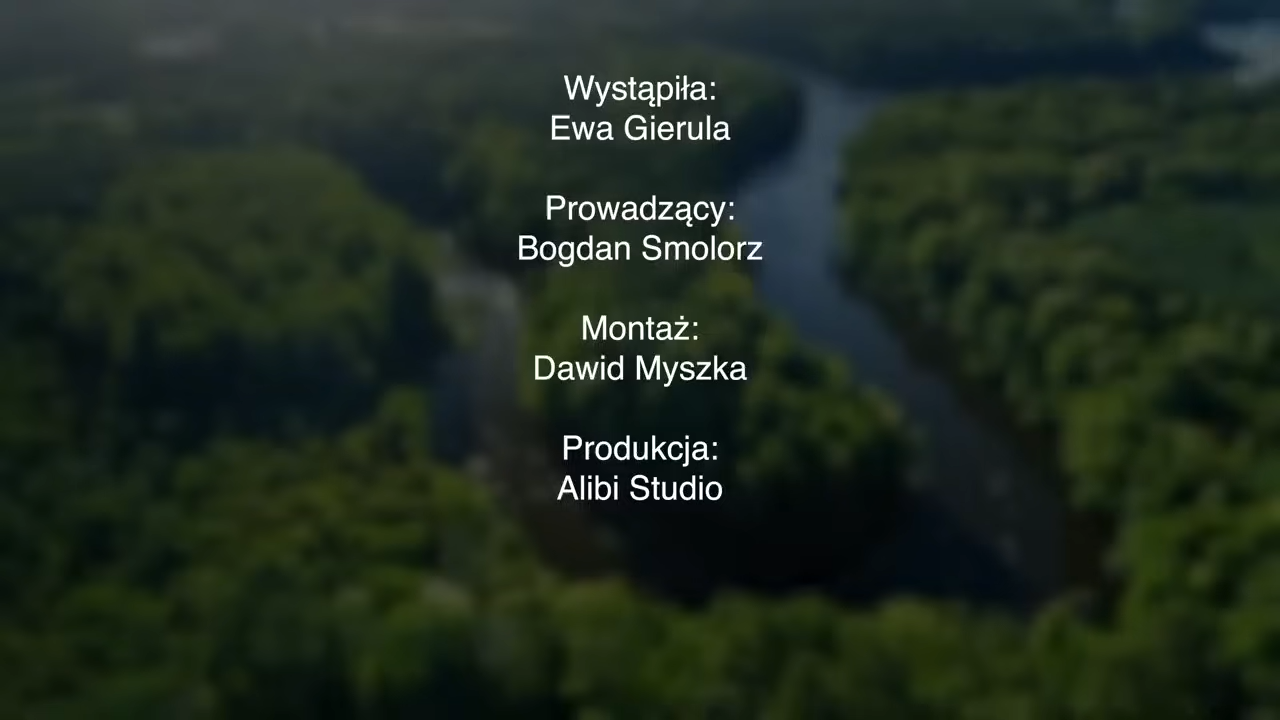 Wystąpiła:
Ewa Gierula
Prowadzący:
Bogdan Smolorz
Montaż:
Dawid Myszka
Produkcja:
Alibi Studio